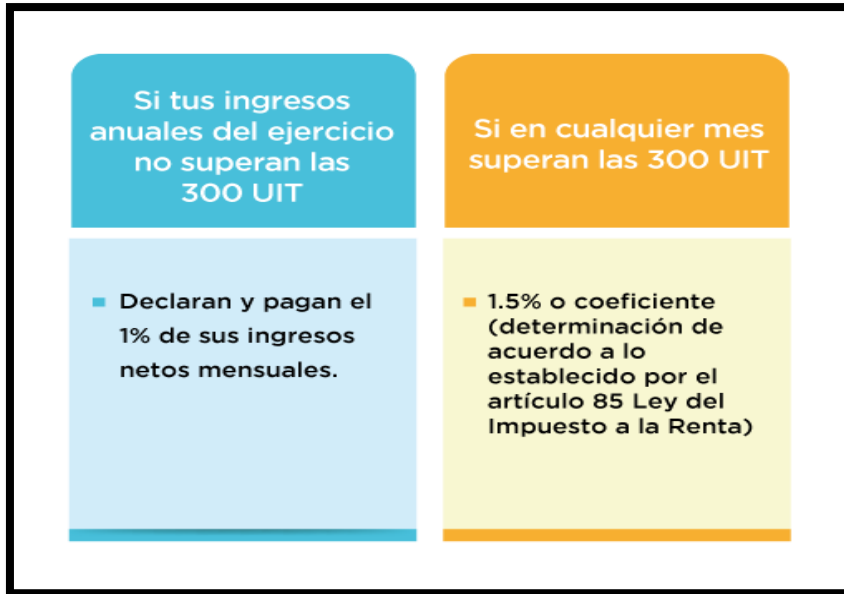 Si tus ingresos
anuales del ejercicio
no superan las
300 UIT
Declaran y pagan el
1% de sus ingresos
netos mensuales.
Si en cualquier mes
superan las 300 UIT
1.5% o coeficiente
(determinación de
acuerdo a lo
establecido por el
artículo 85 Ley del
Impuesto a la Renta)